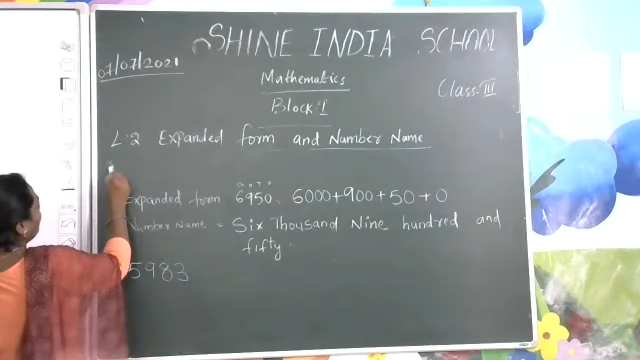 SHINE INDIA SCHOOL
07/07/2021
Mathematics
Class: III
Block: I
L:2 Expanded form and Number Name
Expanded form 6950 = 6000+900+50+0
Number Name = Six Thousand Nine hundred and
fifty.
5983